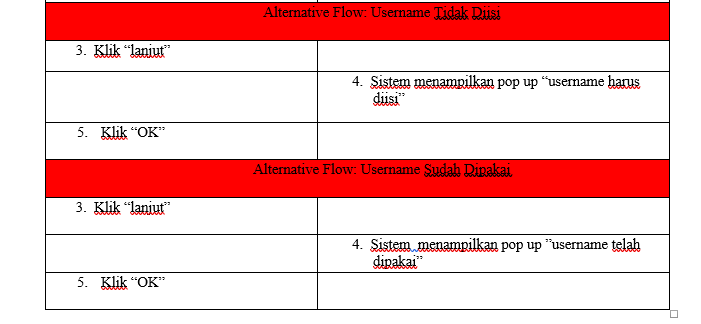 Alternative Flow: Username Tidak Diisi
3. Klik “lanjut”
4. Sistem menampilkan pop up “username harus
diisi”
5. Klik “OK”
Alternative Flow: Username Sudah Dipakai
3. Klik “lanjut”
4. Sistem menampilkan pop up ”username telah
dipakai”
5. Klik “OK”